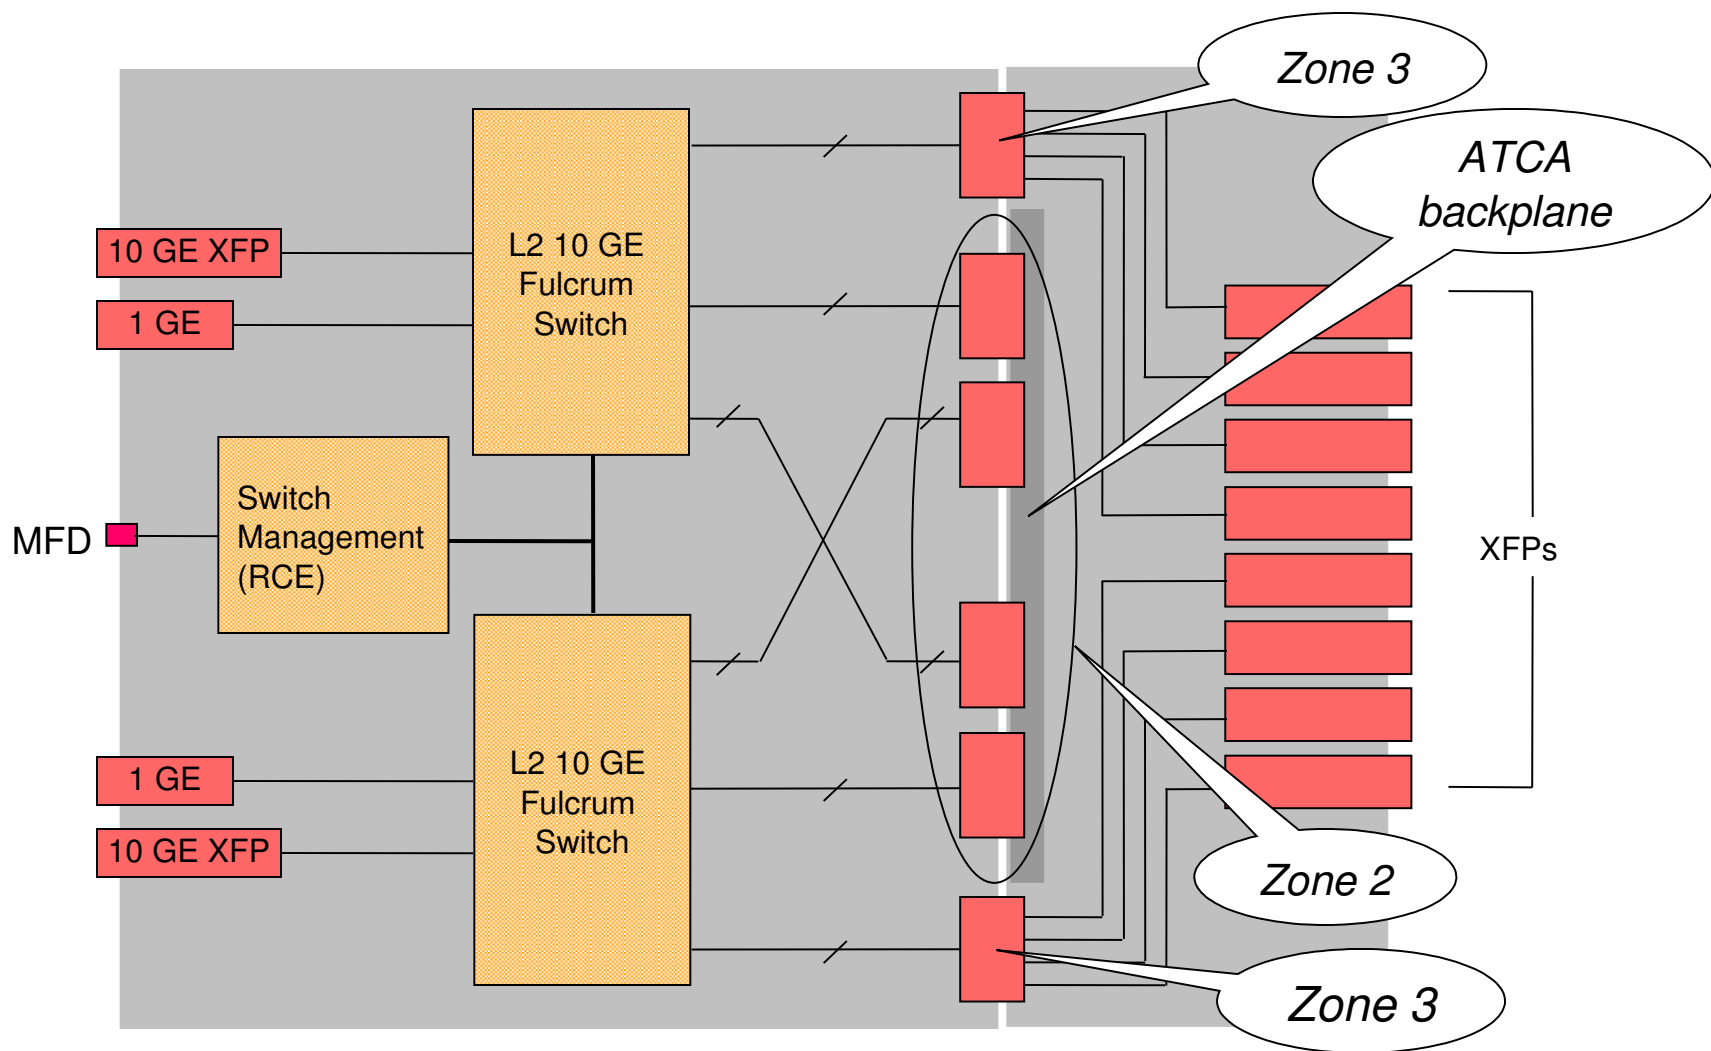 Zone 3
ATCA
backplane
10 GE XFP
1 GE
L2 10 GE
Fulcrum
Switch
Switch
Management
(RCE)
MFD
XFPs
1 GE
10 GE XFP
L2 10 GE
Fulcrum
Switch
Zone 2
Zone 3